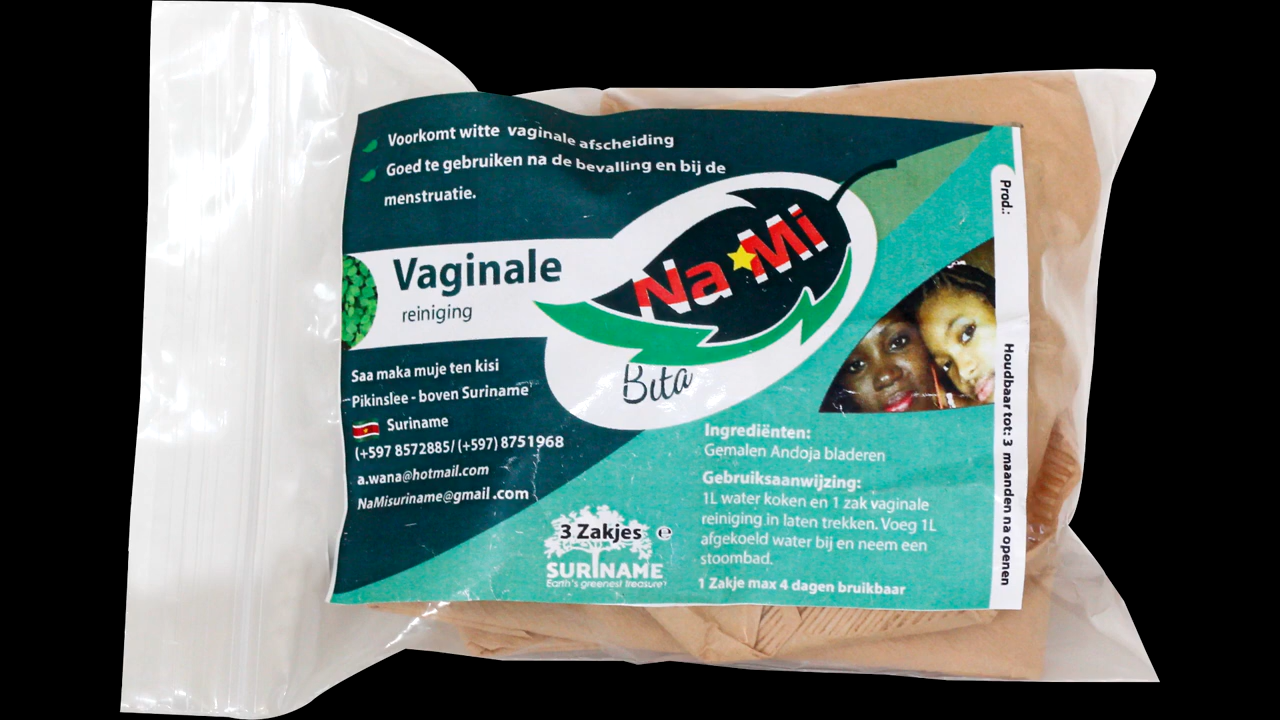 Voorkomt witte vaginale afscheiding
Goed te gebruiken na de bevalling en bij de
menstruatie.
Vaginale
reiniging
Na Mi
Bita
Saa maka muje ten kisi
Pikinslee - boven Suriname
Suriname
(+597 8572885/ (+597) 8751968
a.wana@hotmail.com
NaMisuriname@gmail.com
3 Zakjes ℮
SURINAME
Earth's greenest treasure
Ingrediënten:
Gemalen Andoja bladeren
Gebruiksaanwijzing:
1L water koken en 1 zak vaginale
reiniging in laten trekken. Voeg 1L
afgekoeld water bij en neem een
stoombad.
1 Zakje max 4 dagen bruikbaar
Prod.:
Houdbaar tot: 3 maanden na openen